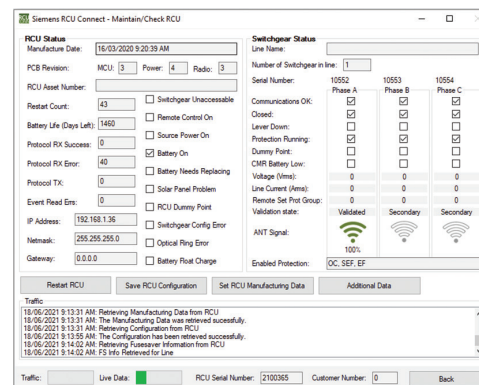 Siemens RCU Connect - Maintain/Check RCU
RCU Status
Manufacture Date: 16/03/2020 9:20:39 AM
PCB Revision: MCU: 3 Power: 4 Radio: 3
RCU Asset Number:
Restart Count: 43
Battery Life (Days Left): 1460
Protocol RX Success: 0
Protocol RX Error: 40
Protocol TX: 0
Event Read Errs: 0
IP Address: 192.168.1.36
Netmask: 255.255.255.0
Gateway: 0.0.0.0
Switchgear Unaccessable
Remote Control On
Source Power On
Battery On
Battery Needs Replacing
Solar Panel Problem
RCU Dummy Point
Switchgear Config Error
Optical Ring Error
Battery Float Charge
Switchgear Status
Line Name:
Number of Switchgear in line: 1
Serial Number: 10552 10553 10554
Phase A Phase B Phase C
Communications OK:
Closed:
Lever Down:
Protection Running:
Dummy Point:
CMR Battery Low:
Voltage (Vrms): 0 0 0
Line Current (Arms): 0 0 0
Remote Set Prot Group: 0 0 0
Validation state: Validated Secondary Secondary
ANT Signal:
100%
Enabled Protection: OC, SEF, EF
Restart RCU Save RCU Configuration Set RCU Manufacturing Data Additional Data
Traffic
18/06/2021 9:13:31 AM: Retrieving Manufacturing Data from RCU
18/06/2021 9:13:31 AM: The Manufacturing Data was retrieved sucessfully.
18/06/2021 9:13:31 AM: Retrieving Configuration from RCU
18/06/2021 9:13:55 AM: The Configuration has been retrieved successfully.
18/06/2021 9:14:02 AM: Retrieving Fusesaver Infomation from RCU
18/06/2021 9:14:02 AM: FS Info Retrieved for Line
Traffic: Live Data: RCU Serial Number: 2100365 Customer Number: 0 Back